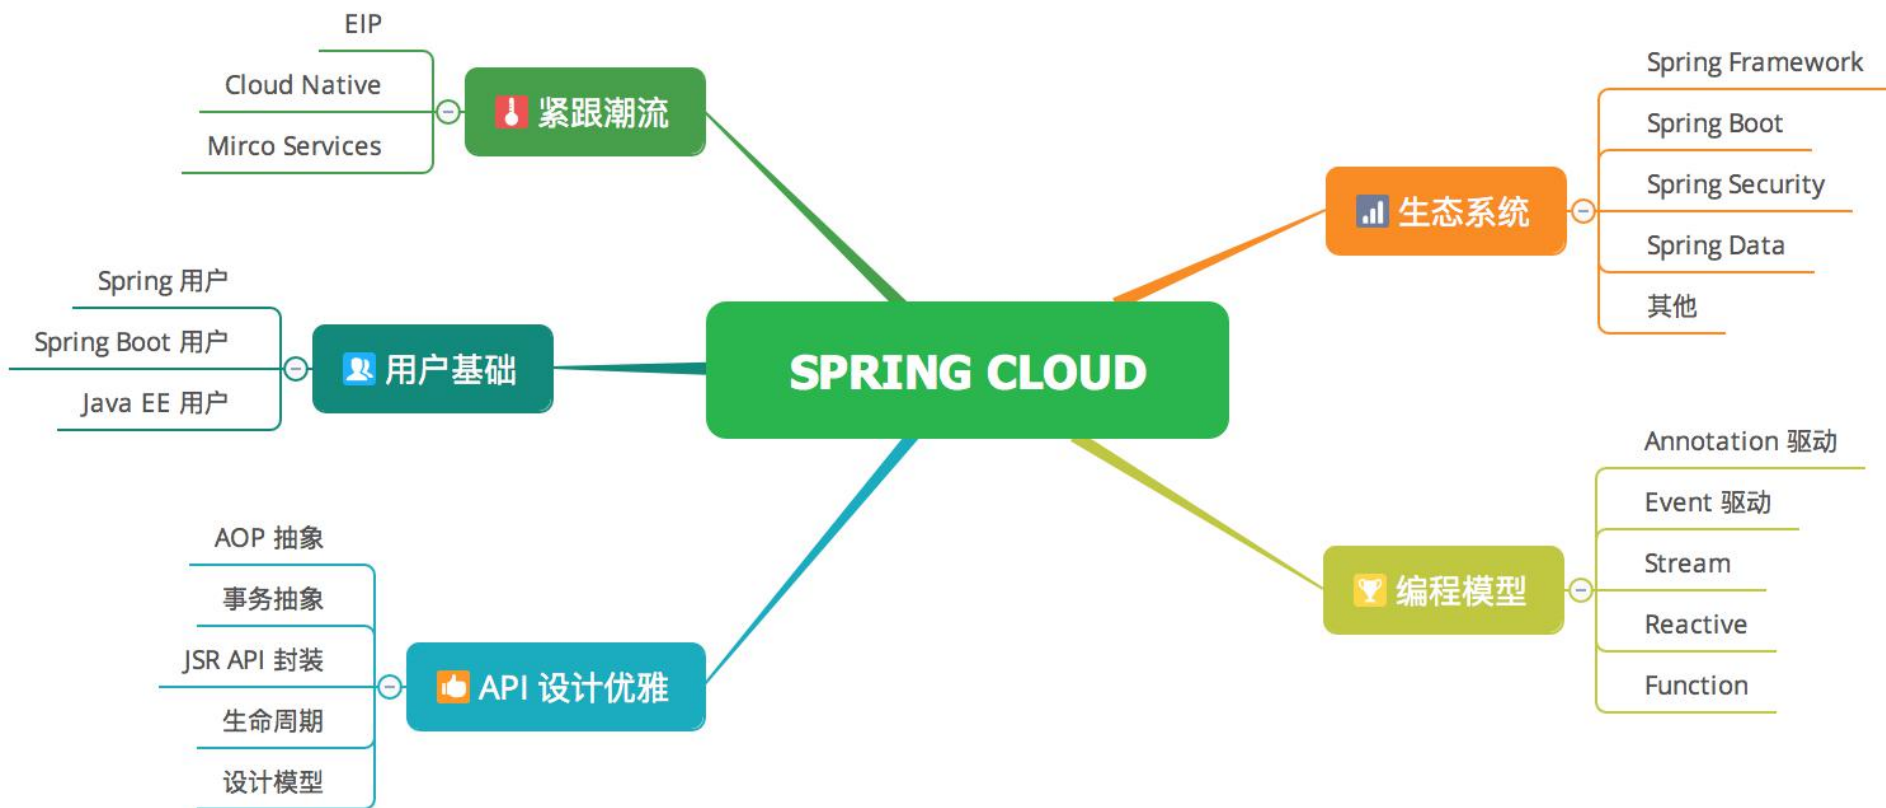 EIP
Cloud Native
Mirco Services
紧跟潮流
Spring 用户
Spring Boot 用户
Java EE 用户
用户基础
AOP 抽象
事务抽象
JSR API 封装
生命周期
设计模型
API 设计优雅
SPRING CLOUD
生态系统
Spring Framework
Spring Boot
Spring Security
Spring Data
其他
编程模型
Annotation 驱动
Event 驱动
Stream
Reactive
Function